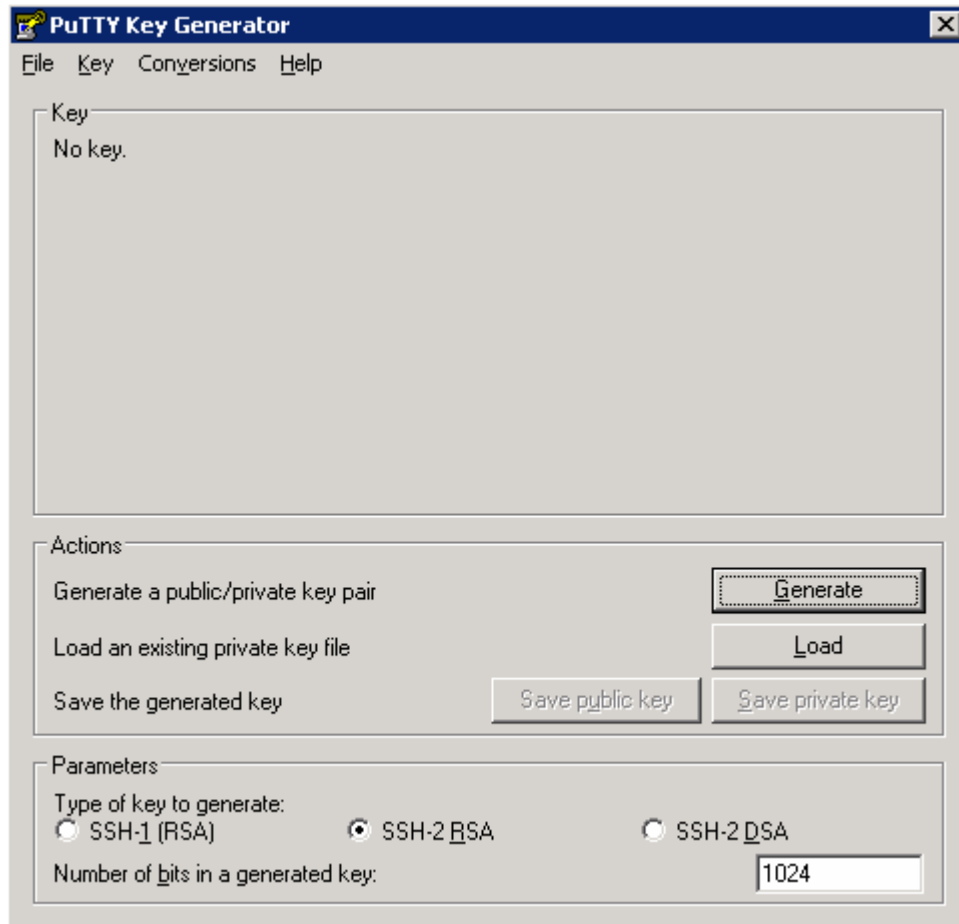 PuTTY Key Generator
File Key Conversions Help
Key
No key.
Actions
Generate a public/private key pair
Generate
Load an existing private key file
Load
Save the generated key
Save public key
Save private key
Parameters
Type of key to generate:
SSH-1 (RSA) SSH-2 RSA SSH-2 DSA
Number of bits in a generated key:
1024